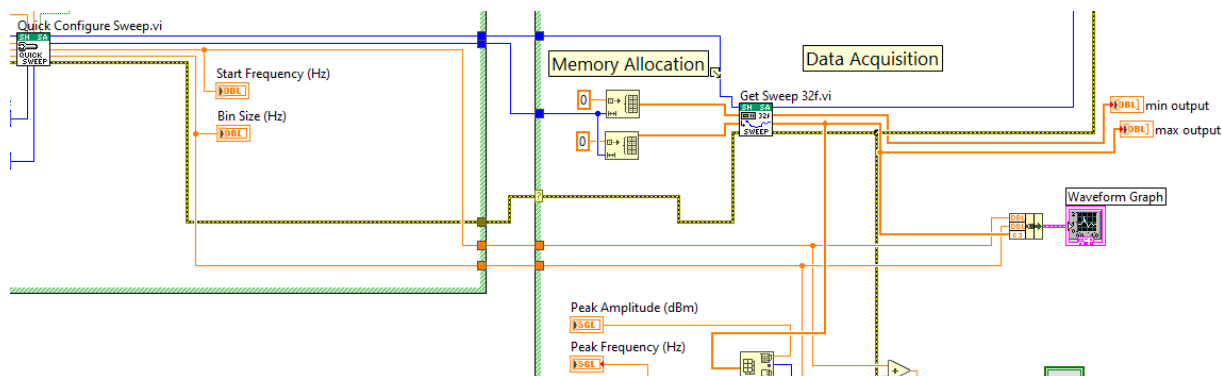 Quick Configure Sweep.vi
SH SA
QUICK
SWEEP
Start Frequency (Hz)
DBL
Bin Size (Hz)
DBL
Memory Allocation
0
0
Data Acquisition
Get Sweep 32f.vi
SH SA
32f
SWEEP
?
DBL] min output
DBL] max output
Waveform Graph
DBL
DBL
Peak Amplitude (dBm)
SGL
Peak Frequency (Hz)
SGL
+